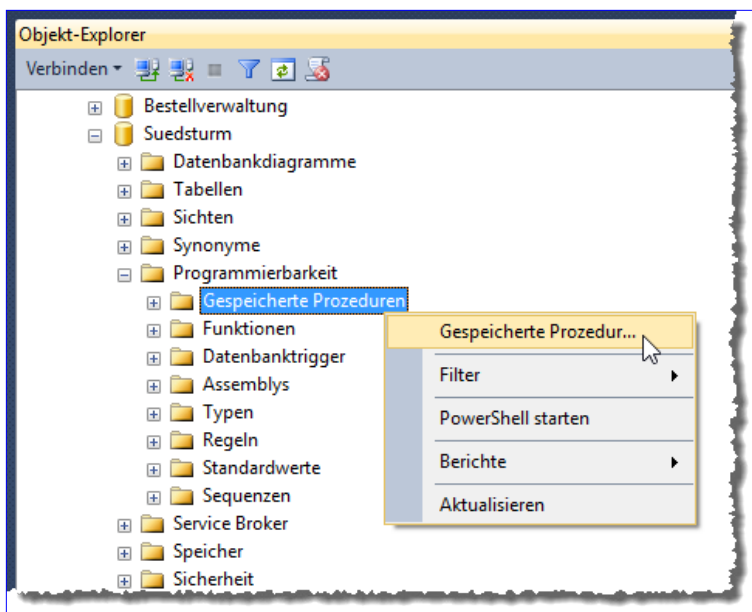 Objekt-Explorer
Verbinden
Bestellverwaltung
Suedsturm
Datenbankdiagramme
Tabellen
Sichten
Synonyme
Programmierbarkeit
Gespeicherte Prozeduren
Funktionen
Datenbanktrigger
Assemblys
Typen
Regeln
Standardwerte
Sequenzen
Service Broker
Speicher
Sicherheit
Gespeicherte Prozedur...
Filter
PowerShell starten
Berichte
Aktualisieren